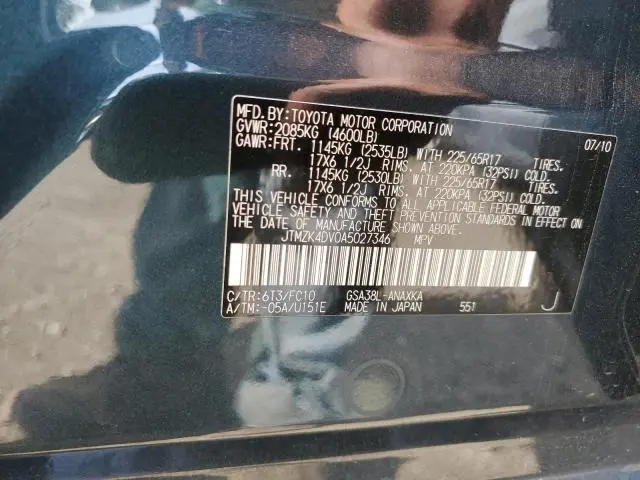 MFD.BY:TOYOTA MOTOR CORPORATION 07/10
GVWR:2085KG (4600LB)
GAWR:FRT. 1145KG (2535LB) WITH 225/65R17 TIRES.
17X6 1/2J RIMS. AT 220KPA (32PSI) COLD.
RR. 1145KG (2530LB) WITH 225/65R17 TIRES.
17X6 1/2J RIMS. AT 220KPA (32PSI) COLD.
THIS VEHICLE CONFORMS TO ALL APPLICABLE FEDERAL MOTOR
VEHICLE SAFETY AND THEFT PREVENTION STANDARDS IN EFFECT ON
THE DATE OF MANUFACTURE SHOWN ABOVE.
JTMZK4DV0A5027346 MPV
C/TR:6T3/FC10 GSA38L-ANAXKA
A/TM:-05A/U151E MADE IN JAPAN 551 J